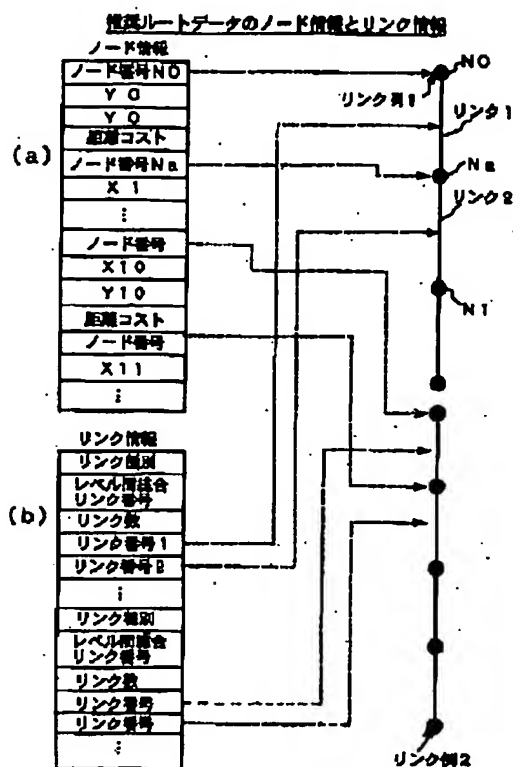 推奨ルートデータのノード情報とリンク情報
ノード情報
ノード番号N0
Y0
Y0
距離コスト
ノード番号Na
X1
⋮
ノード番号
X10
Y10
距離コスト
ノード番号
X11
⋮
(a)
リンク情報
リンク種別
レベル間統合
リンク番号
リンク数
リンク番号1
リンク番号2
⋮
リンク種別
レベル間統合
リンク番号
リンク数
リンク番号
リンク番号
⋮
(b)
N0
リンク列1
リンク1
Na
リンク2
N1
リンク列2